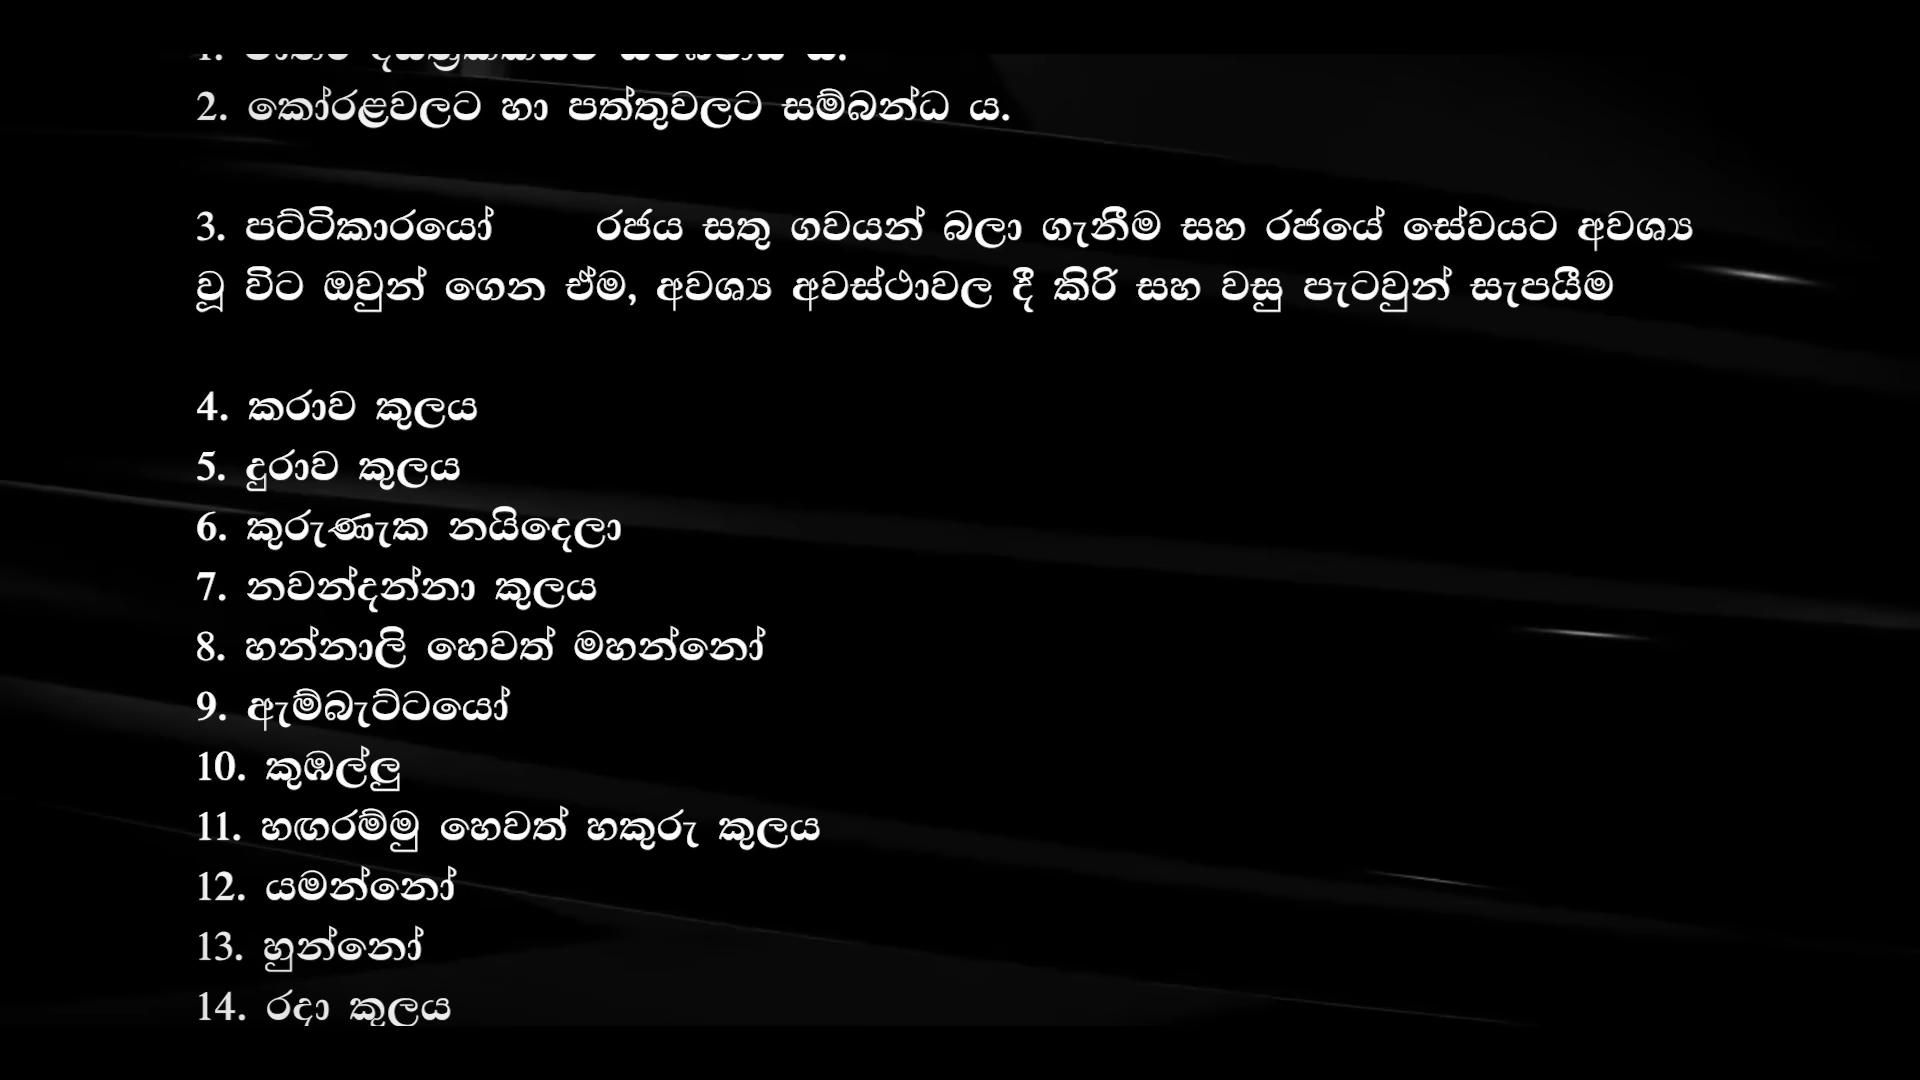 2. කෝරළවලට හා පත්තුවලට සම්බන්ධ ය.
3. පට්ටිකාරයෝ රජය සතු ගවයන් බලා ගැනීම සහ රජයේ සේවයට අවශ්‍ය
වූ විට ඔවුන් ගෙන ඒම, අවශ්‍ය අවස්ථාවල දී කිරි සහ වසු පැටවුන් සැපයීම
4. කරාව කුලය
5. දුරාව කුලය
6. කුරුණැක නයිදෙලා
7. නවන්දන්නා කුලය
8. හන්නාලි හෙවත් මහන්නෝ
9. ඇම්බැට්ටයෝ
10. කුඹල්ලු
11. හඟරම්මු හෙවත් හකුරු කුලය
12. යමන්නෝ
13. හුන්නෝ
14. රදා කුලය